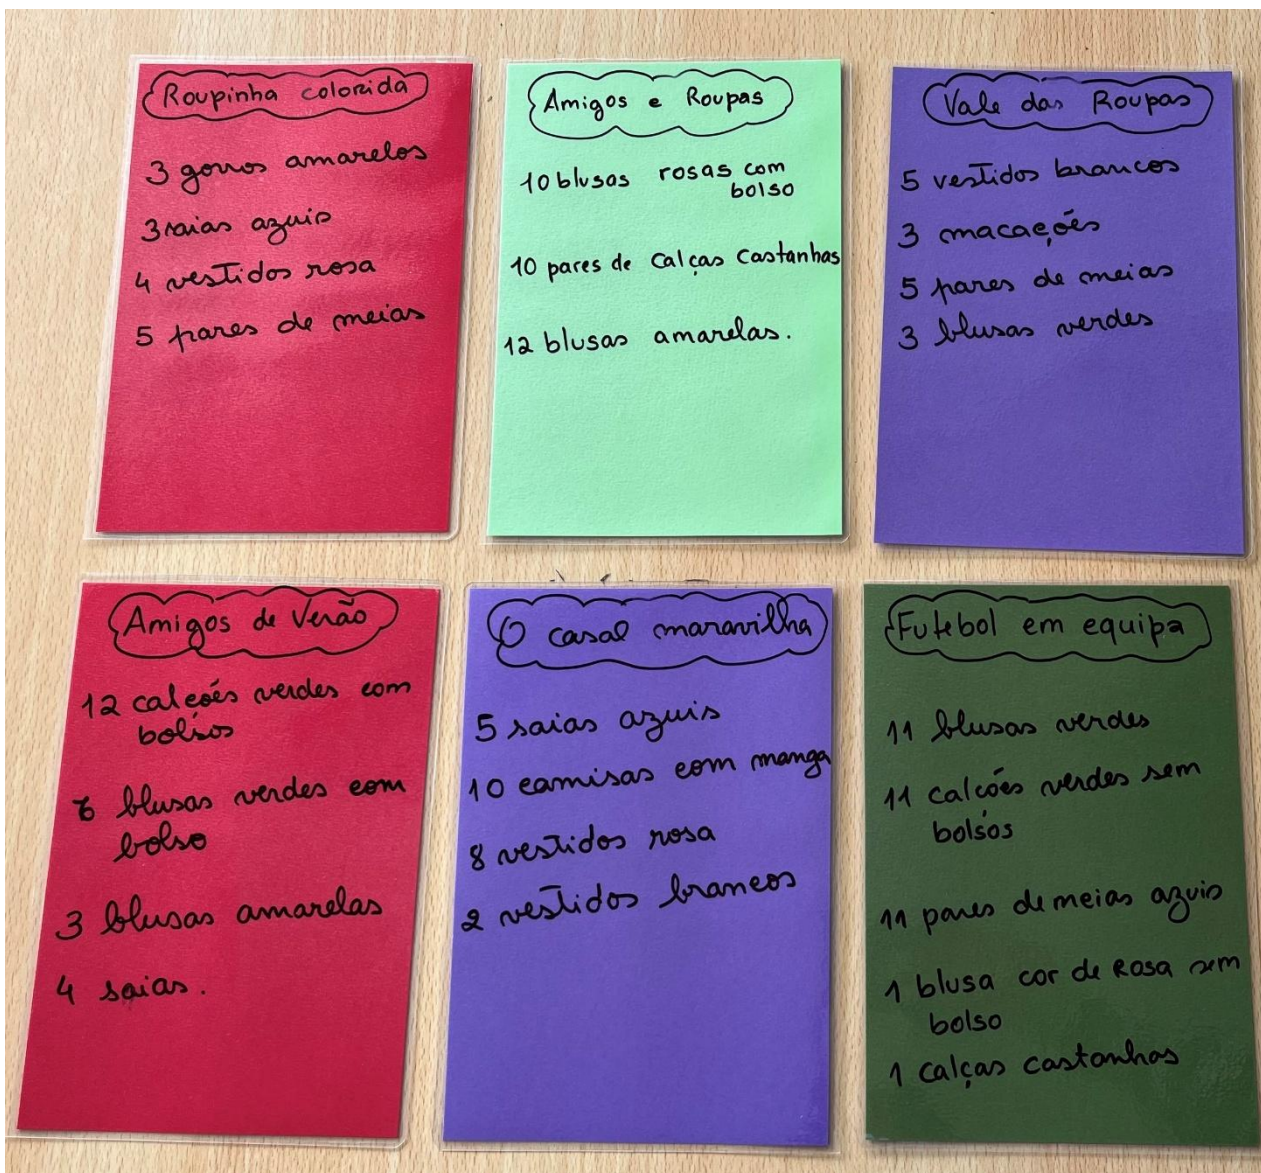 Roupinha colorida
3 gorros amarelos
3 saias azuis
4 vestidos rosa
5 pares de meias
Amigos e Roupas
10 blusas rosas com
bolso
10 pares de calças castanhas
12 blusas amarelas.
Vale das Roupas
5 vestidos brancos
3 macacões
5 pares de meias
3 blusas verdes
Amigos de Verão
12 calcões verdes com
bolsos
blusas verdes com
bolso
3 blusas amarelas
4 saias.
O casal maravilha
5 saias azuis
10 camisas com manga
8 vestidos rosa
2 vestidos brancos
Futebol em equipa
11 blusas verdes
11 calcões verdes sem
bolsos
11 pares de meias azuis
1 blusa cor de Rosa sem
bolso
1 calças castanhas